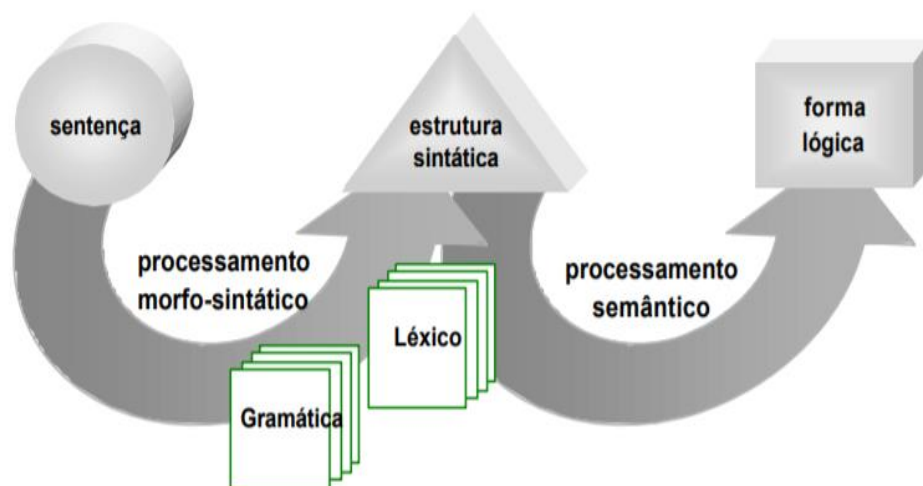 sentença
estrutura
sintática
forma
lógica
processamento
morfo-sintático
processamento
semântico
Léxico
Gramática